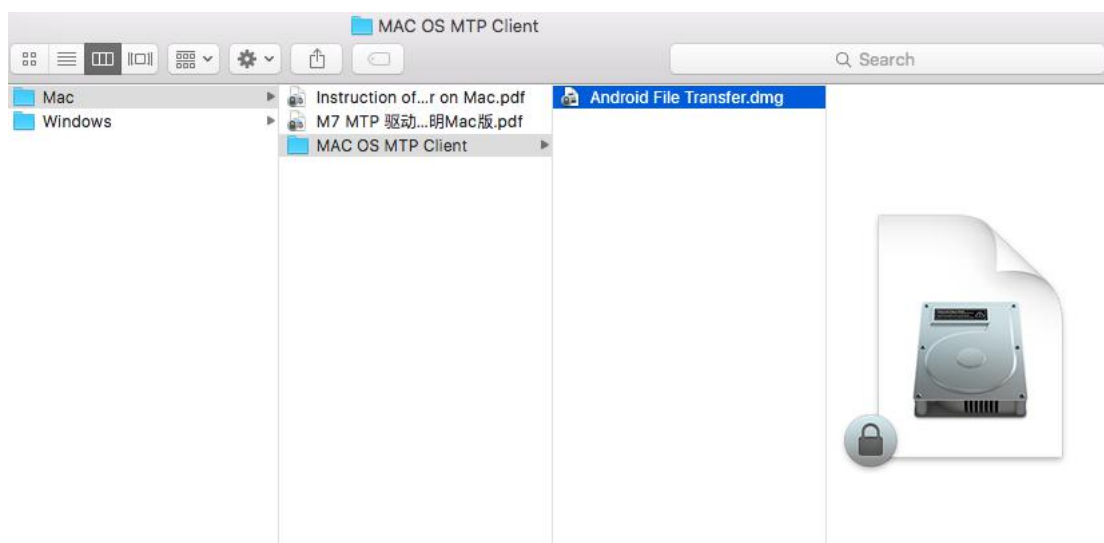 MAC OS MTP Client
Search
Mac
Windows
Instruction of...r on Mac.pdf
M7 MTP 驱动...明Mac版.pdf
MAC OS MTP Client
Android File Transfer.dmg